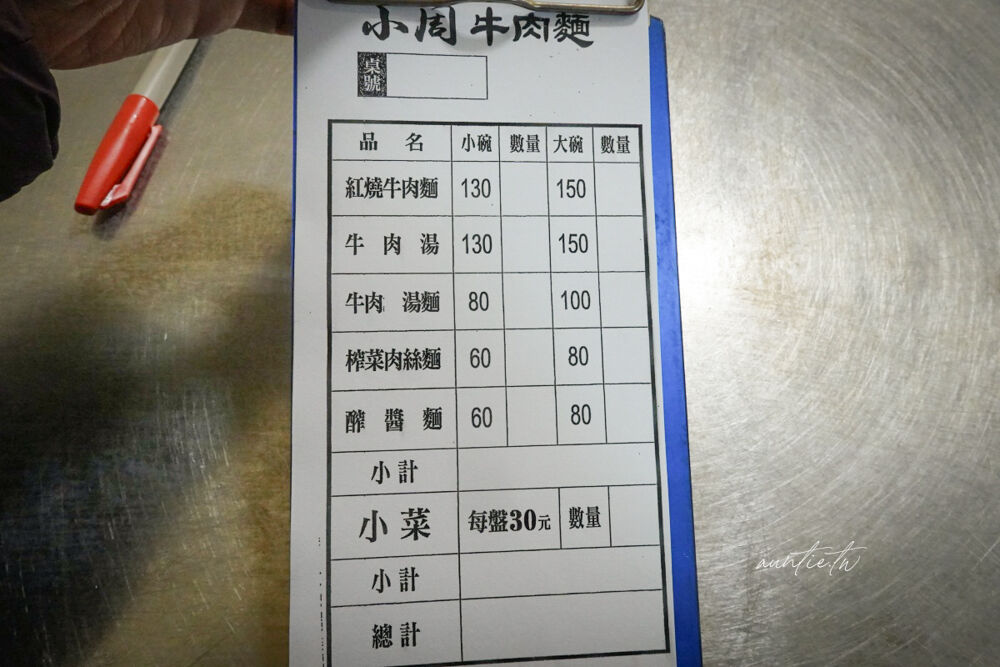 小周牛肉麵
桌號
品名 小碗 數量 大碗 數量
紅燒牛肉麵 130 150
牛肉湯 130 150
牛肉 湯麵 80 100
榨菜肉絲麵 60 80
醡醬麵 60 80
小計
小菜 每盤30元 數量
小計
總計
auntie.tw